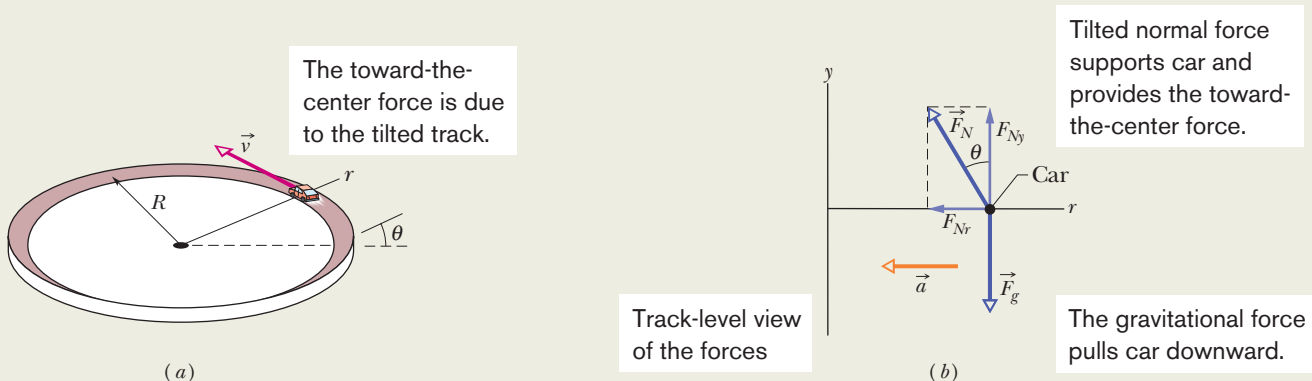 The toward-the-
center force is due
to the tilted track.
v
r
R
θ
(a)
Tilted normal force
supports car and
provides the toward-
the-center force.
y
F_N
F_Ny
θ
Car
r
F_Nr
a
F_g
Track-level view
of the forces
The gravitational force
pulls car downward.
(b)